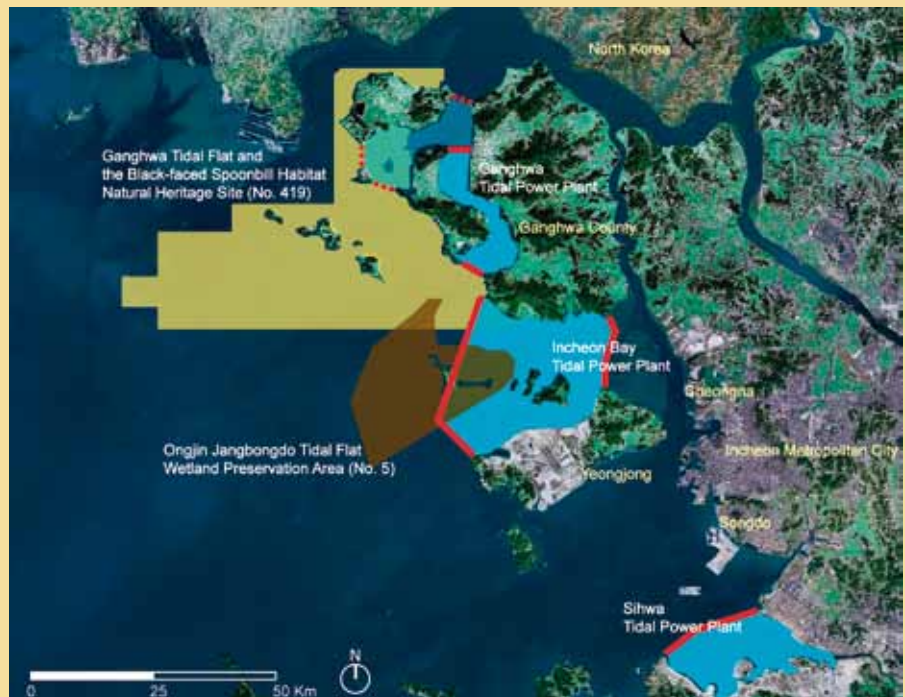 North Korea
Ganghwa Tidal Flat and
the Black-faced Spoonbill Habitat
Natural Heritage Site (No. 419)
Ganghwa
Tidal Power Plant
Ganghwa County
Incheon Bay
Tidal Power Plant
Cheongna
Ongjin Jangbongdo Tidal Flat
Wetland Preservation Area (No. 5)
Incheon Metropolitan City
Yeongjong
Songdo
Sihwa
Tidal Power Plant
N
0 25 50 Km